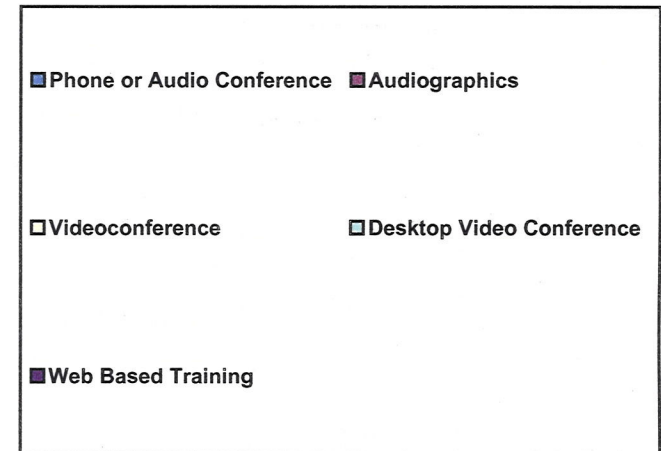 Phone or Audio Conference
Audiographics
Videoconference
Desktop Video Conference
Web Based Training